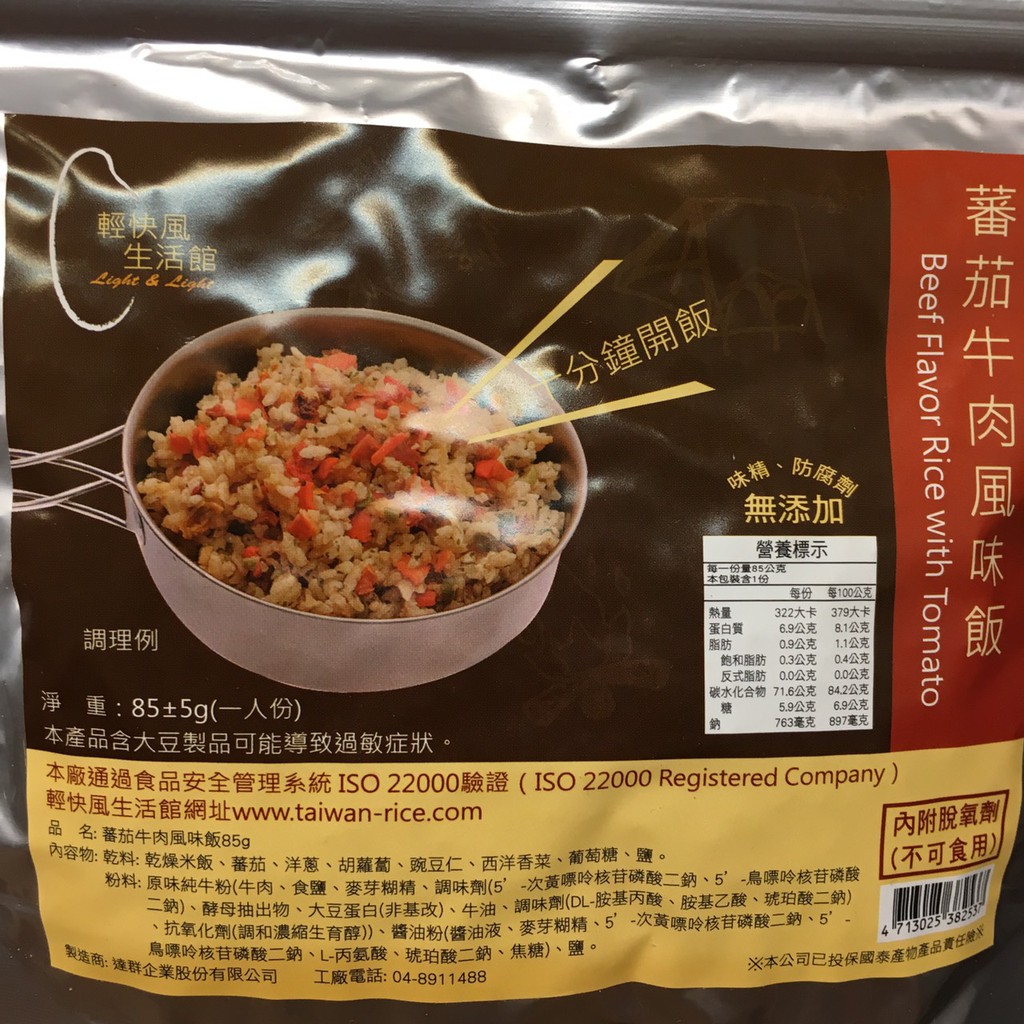 輕快風
生活館
Light & Light
分鐘開飯
蕃茄牛肉風味飯
Beef Flavor Rice with Tomato
味精、防腐劑
無添加
營養標示
每一份量85公克
本包裝含1份
每份 每100公克
熱量 322大卡 379大卡
蛋白質 6.9公克 8.1公克
脂肪 0.9公克 1.1公克
飽和脂肪 0.3公克 0.4公克
反式脂肪 0.0公克 0.0公克
碳水化合物 71.6公克 84.2公克
糖 5.9公克 6.9公克
鈉 763毫克 897毫克
調理例
淨 重：85±5g(一人份)
本產品含大豆製品可能導致過敏症狀。
本廠通過食品安全管理系統 ISO 22000驗證（ISO 22000 Registered Company）
輕快風生活館網址www.taiwan-rice.com
品 名: 蕃茄牛肉風味飯85g
內容物: 乾料: 乾燥米飯、蕃茄、洋蔥、胡蘿蔔、豌豆仁、西洋香菜、葡萄糖、鹽。
粉料: 原味純牛粉(牛肉、食鹽、麥芽糊精、調味劑(5'-次黃嘌呤核苷磷酸二鈉、5'-鳥嘌呤核苷磷酸
二鈉)、酵母抽出物、大豆蛋白(非基改)、牛油、調味劑(DL-胺基丙酸、胺基乙酸、琥珀酸二鈉)
、抗氧化劑(調和濃縮生育醇))、醬油粉(醬油液、麥芽糊精、5'-次黃嘌呤核苷磷酸二鈉、5'-
鳥嘌呤核苷磷酸二鈉、L-丙氨酸、琥珀酸二鈉、焦糖)、鹽。
製造商: 達群企業股份有限公司 工廠電話: 04-8911488
內附脫氧劑
(不可食用)
4 713025 382537
※本公司已投保國泰產物產品責任險※